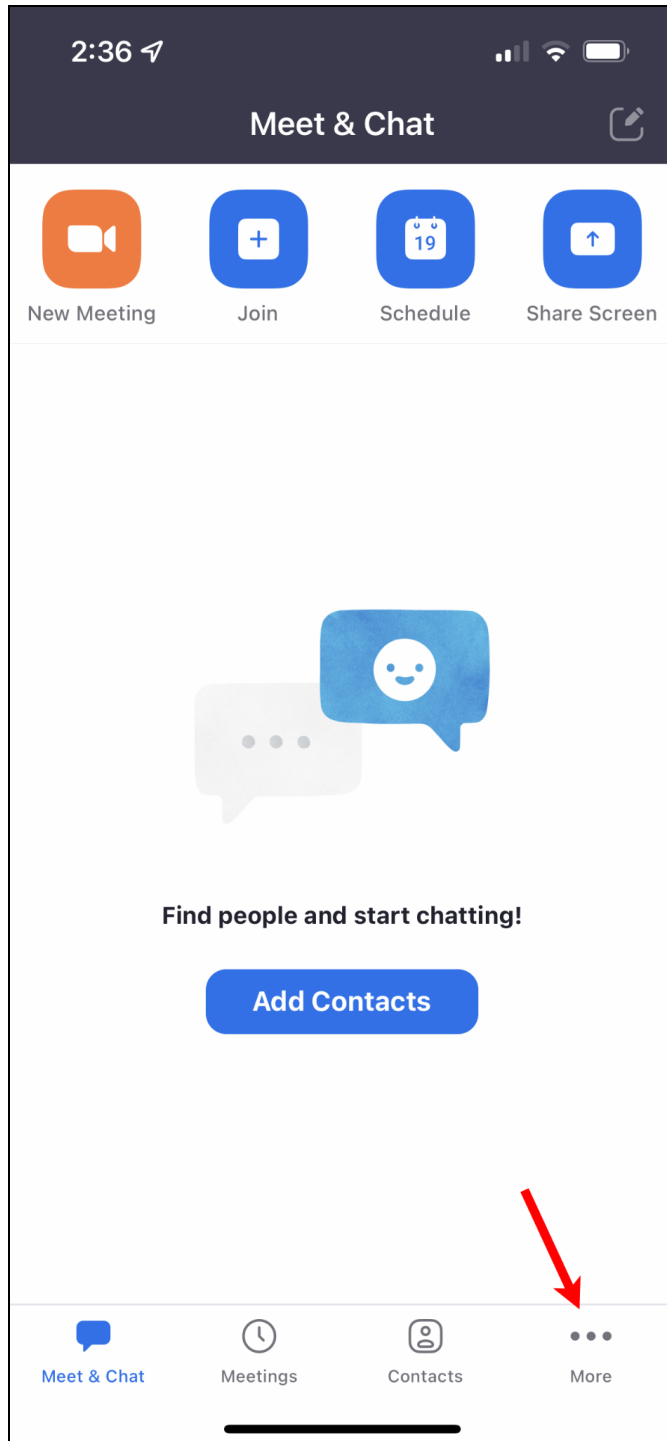 2:36
Meet & Chat
New Meeting
Join
19
Schedule
Share Screen
Find people and start chatting!
Add Contacts
Meet & Chat
Meetings
Contacts
More